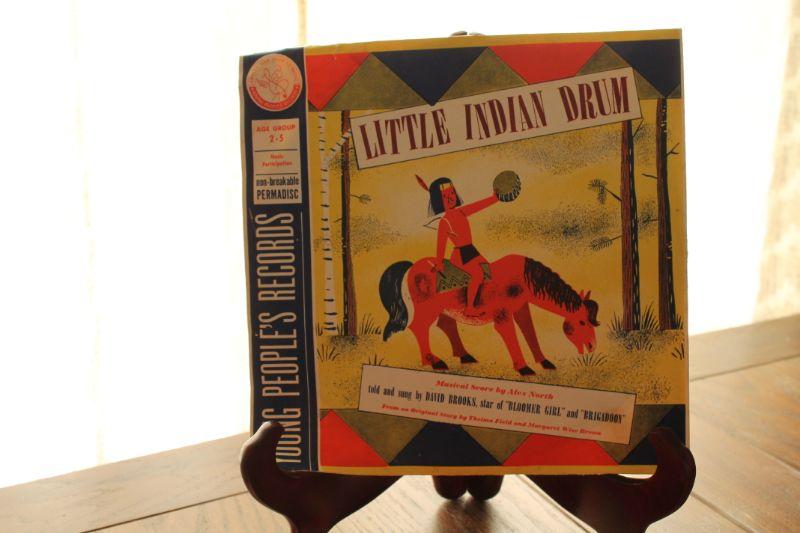 AGE GROUP
2-5
Music
Participation
non-breakable
PERMADISC
YOUNG PEOPLE'S RECORDS
LITTLE INDIAN DRUM
Musical Score by Alex North
told and sung by DAVID BROOKS, star of "BLOOMER GIRL" and "BRIGADOON"
From an Original Story by Thelma Field and Margaret Wise Brown